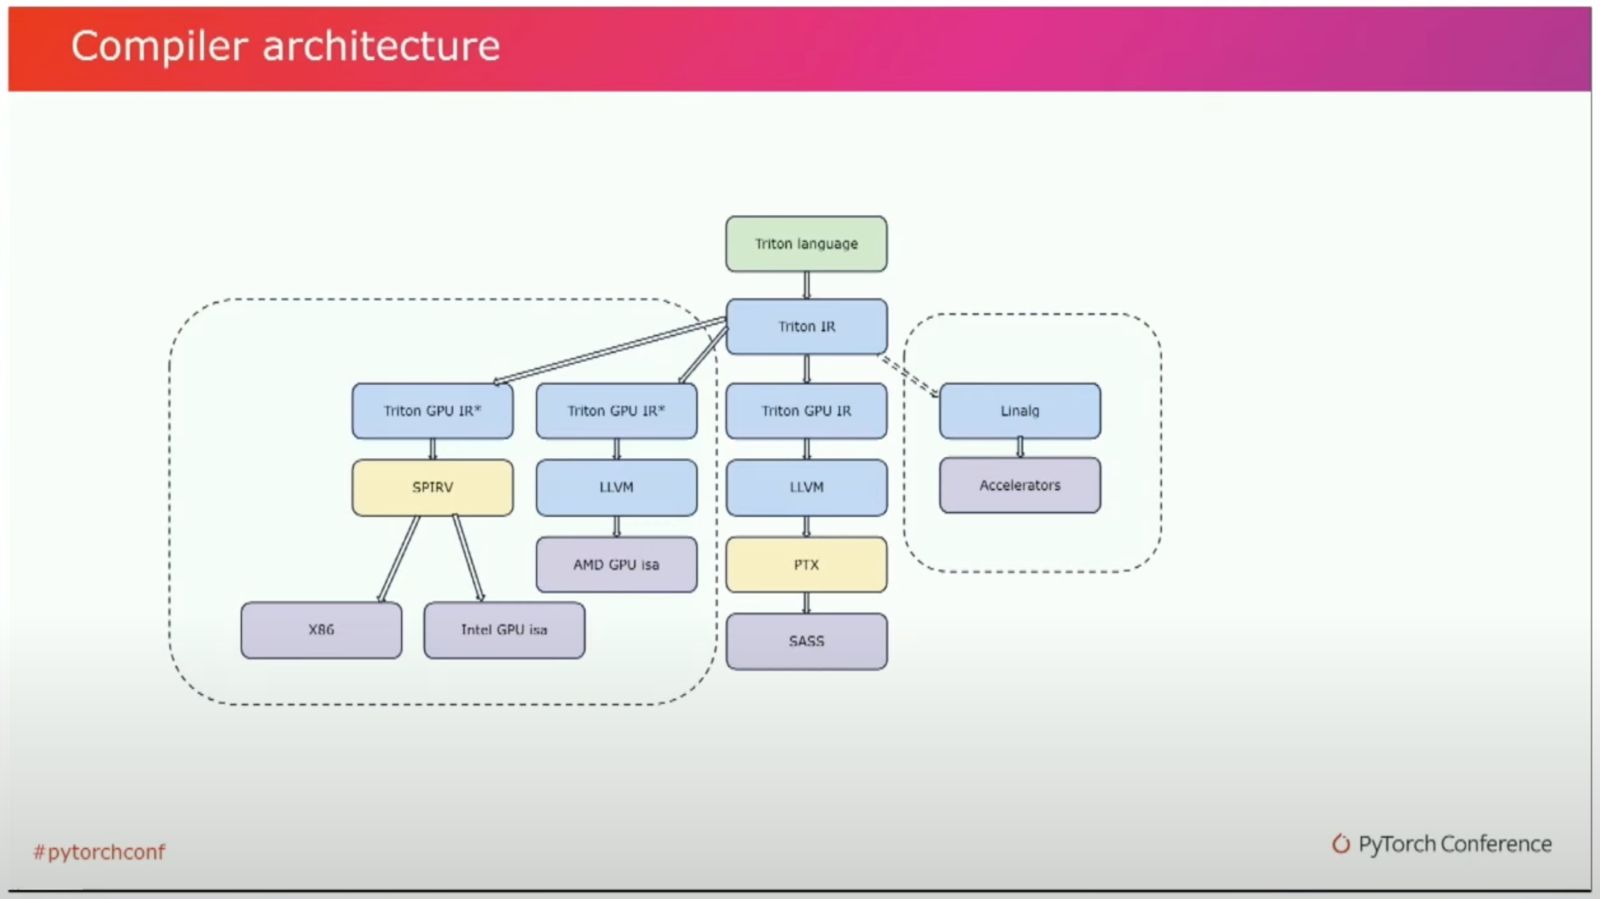 Compiler architecture
Triton language
Triton IR
Triton GPU IR*
Triton GPU IR*
Triton GPU IR
Linalg
SPIRV
LLVM
LLVM
Accelerators
AMD GPU isa
PTX
X86
Intel GPU isa
SASS
#pytorchconf
PyTorch Conference